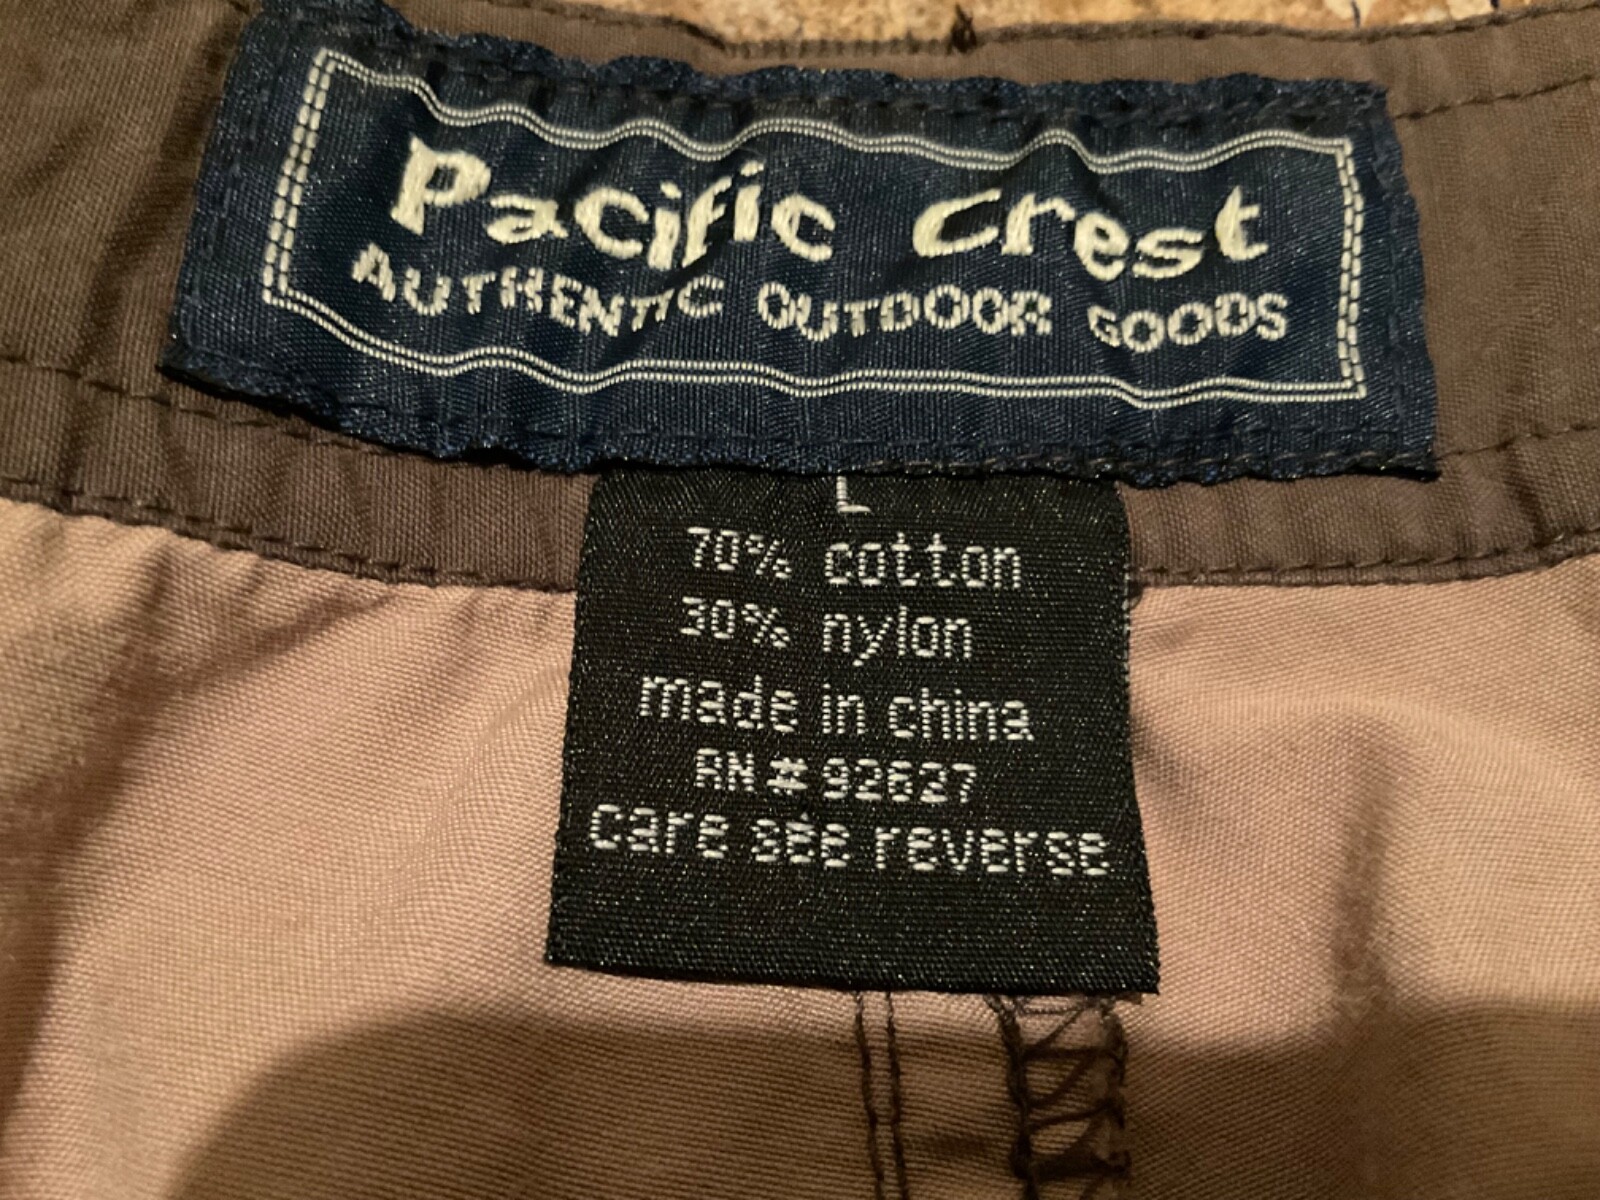 Pacific Crest
AUTHENTIC OUTDOOR GOODS
L
70% cotton
30% nylon
made in china
RN#92627
care see reverse